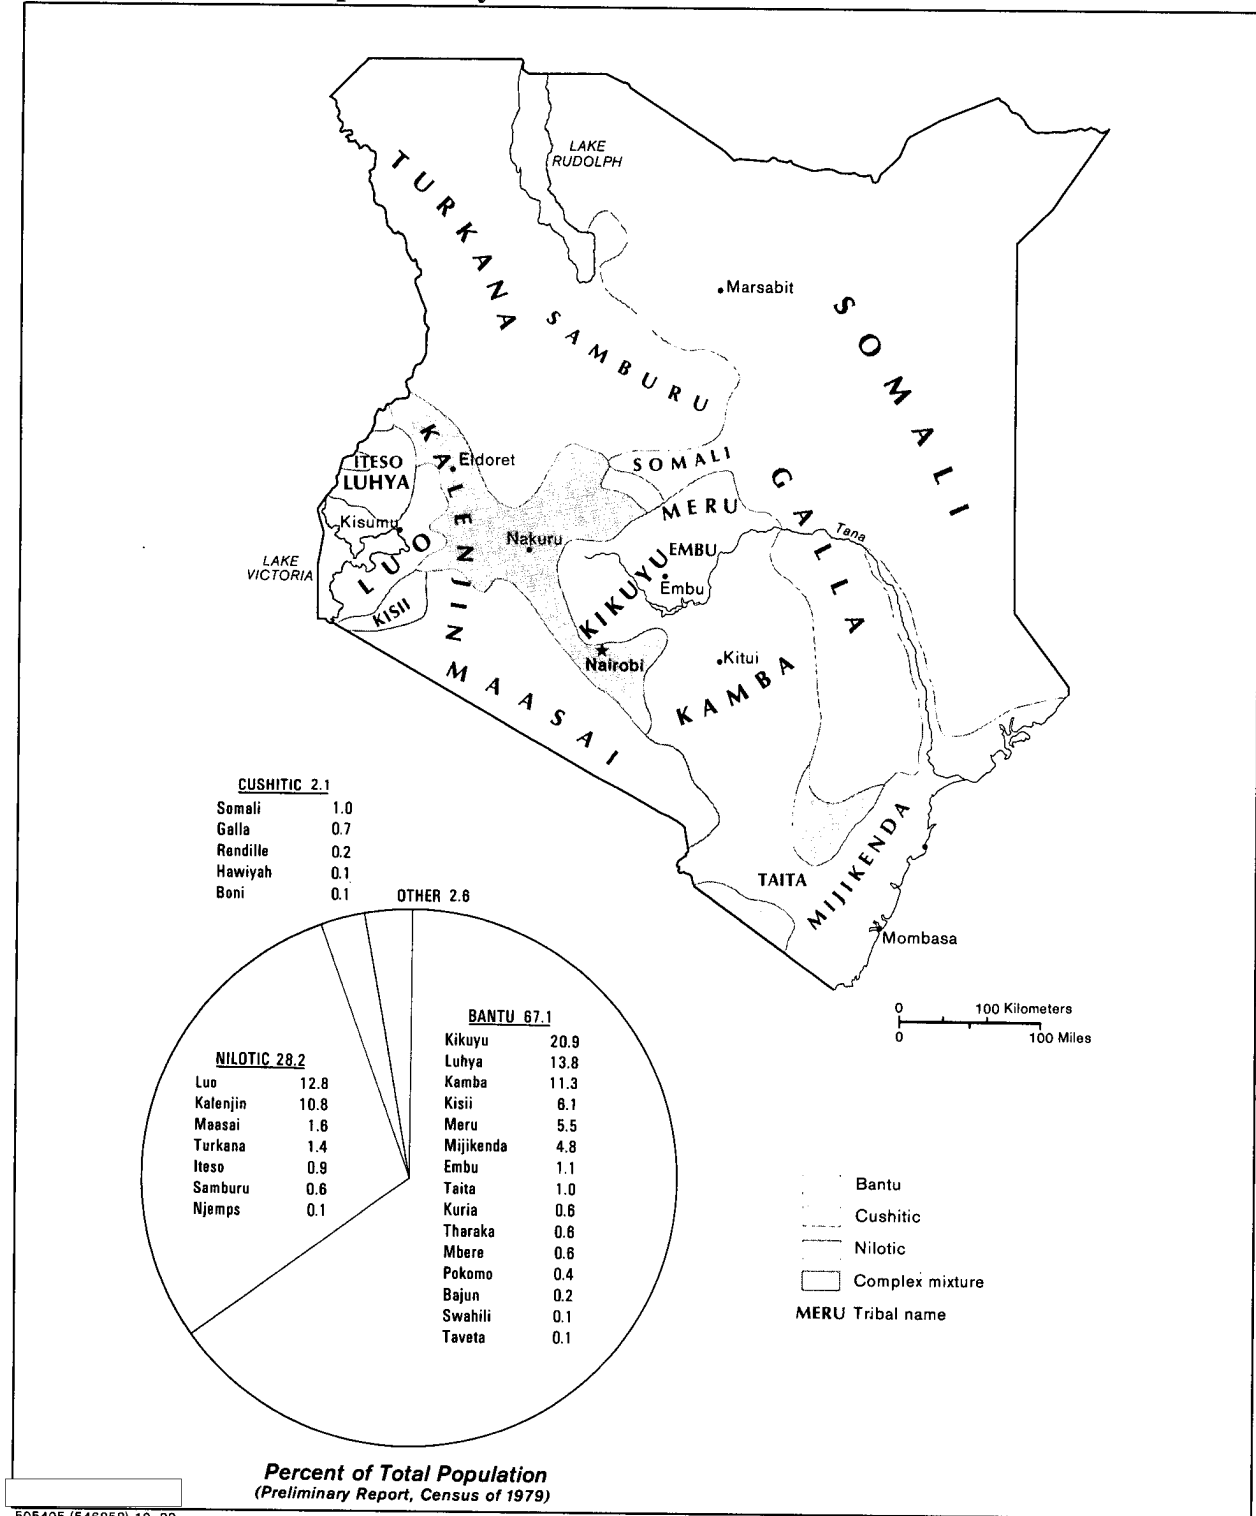 LAKE
RUDOLPH
TURKANA
Marsabit
SOMALI
SAMBURU
KALENJIN
Eldoret
ITESO
LUHYA
SOMALI
GALLA
MERU
Kisumu
Nakuru
Tana
LUO
EMBU
LAKE
VICTORIA
KIKUYU
Embu
KISII
Nairobi
Kitui
KAMBA
MAASAI
TAITA
MIJIKENDA
Mombasa
0 100 Kilometers
0 100 Miles
CUSHITIC 2.1
Somali 1.0
Galla 0.7
Rendille 0.2
Hawiyah 0.1
Boni 0.1
OTHER 2.6
NILOTIC 28.2
Luo 12.8
Kalenjin 10.8
Maasai 1.6
Turkana 1.4
Iteso 0.9
Samburu 0.6
Njemps 0.1
BANTU 67.1
Kikuyu 20.9
Luhya 13.8
Kamba 11.3
Kisii 6.1
Meru 5.5
Mijikenda 4.8
Embu 1.1
Taita 1.0
Kuria 0.6
Tharaka 0.6
Mbere 0.6
Pokomo 0.4
Bajun 0.2
Swahili 0.1
Taveta 0.1
Bantu
Cushitic
Nilotic
Complex mixture
MERU Tribal name
Percent of Total Population
(Preliminary Report, Census of 1979)